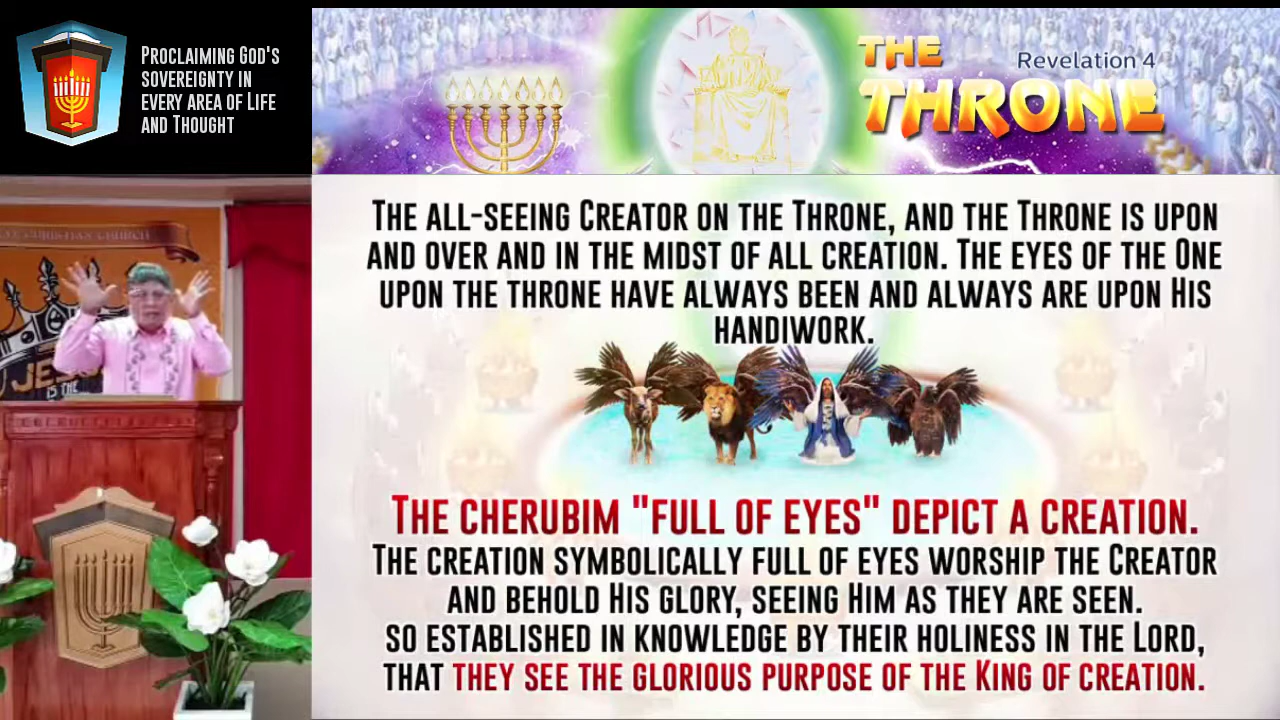 Proclaiming God's
sovereignty in
every area of Life
and Thought
THE
THRONE
Revelation 4
CHRISTIAN CHURCH
JES
IS THE
The all-seeing Creator on the Throne, and the Throne is upon
and over and in the midst of all creation. The eyes of the One
upon the throne have always been and always are upon His
handiwork.
The cherubim "full of eyes" depict a creation.
The creation symbolically full of eyes worship the Creator
and behold His glory, seeing Him as they are seen.
so established in knowledge by their holiness in the Lord,
that they see the glorious purpose of the King of creation.